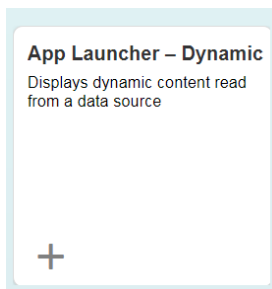 App Launcher – Dynamic
Displays dynamic content read
from a data source